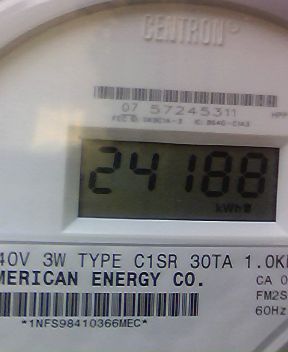 CENTRON®
07 57245311
24188
kWh
40V 3W TYPE C1SR 30TA 1.0K
MERICAN ENERGY CO.
CA 0
FM2S
60Hz
*1NFS98410366MEC*